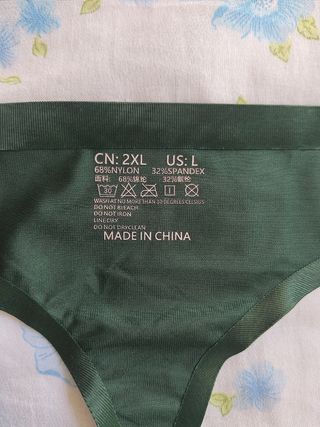 CN: 2XL US: L
68%NYLON 32%SPANDEX
面料: 68%锦纶 32%氨纶
30
WASH AT NO MORE THAN 30 DEGREES CELSIUS
DO NOT BLEACH
DO NOT IRON
LINE DRY
DO NOT DRYCLEAN
MADE IN CHINA